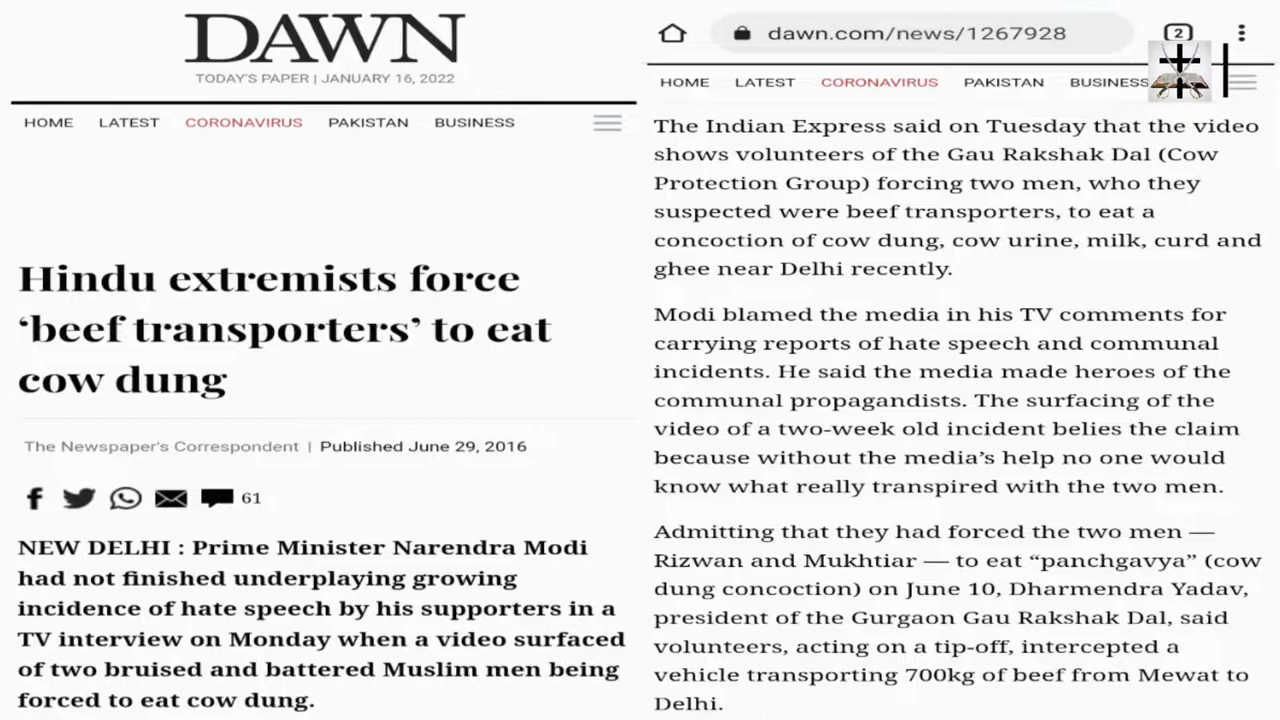 DAWN
TODAY'S PAPER | JANUARY 16, 2022
HOME LATEST CORONAVIRUS PAKISTAN BUSINESS
Hindu extremists force
‘beef transporters’ to eat
cow dung
The Newspaper's Correspondent | Published June 29, 2016
61
NEW DELHI : Prime Minister Narendra Modi
had not finished underplaying growing
incidence of hate speech by his supporters in a
TV interview on Monday when a video surfaced
of two bruised and battered Muslim men being
forced to eat cow dung.
dawn.com/news/1267928
2
HOME LATEST CORONAVIRUS PAKISTAN BUSINESS
The Indian Express said on Tuesday that the video
shows volunteers of the Gau Rakshak Dal (Cow
Protection Group) forcing two men, who they
suspected were beef transporters, to eat a
concoction of cow dung, cow urine, milk, curd and
ghee near Delhi recently.
Modi blamed the media in his TV comments for
carrying reports of hate speech and communal
incidents. He said the media made heroes of the
communal propagandists. The surfacing of the
video of a two-week old incident belies the claim
because without the media’s help no one would
know what really transpired with the two men.
Admitting that they had forced the two men —
Rizwan and Mukhtiar — to eat “panchgavya” (cow
dung concoction) on June 10, Dharmendra Yadav,
president of the Gurgaon Gau Rakshak Dal, said
volunteers, acting on a tip-off, intercepted a
vehicle transporting 700kg of beef from Mewat to
Delhi.